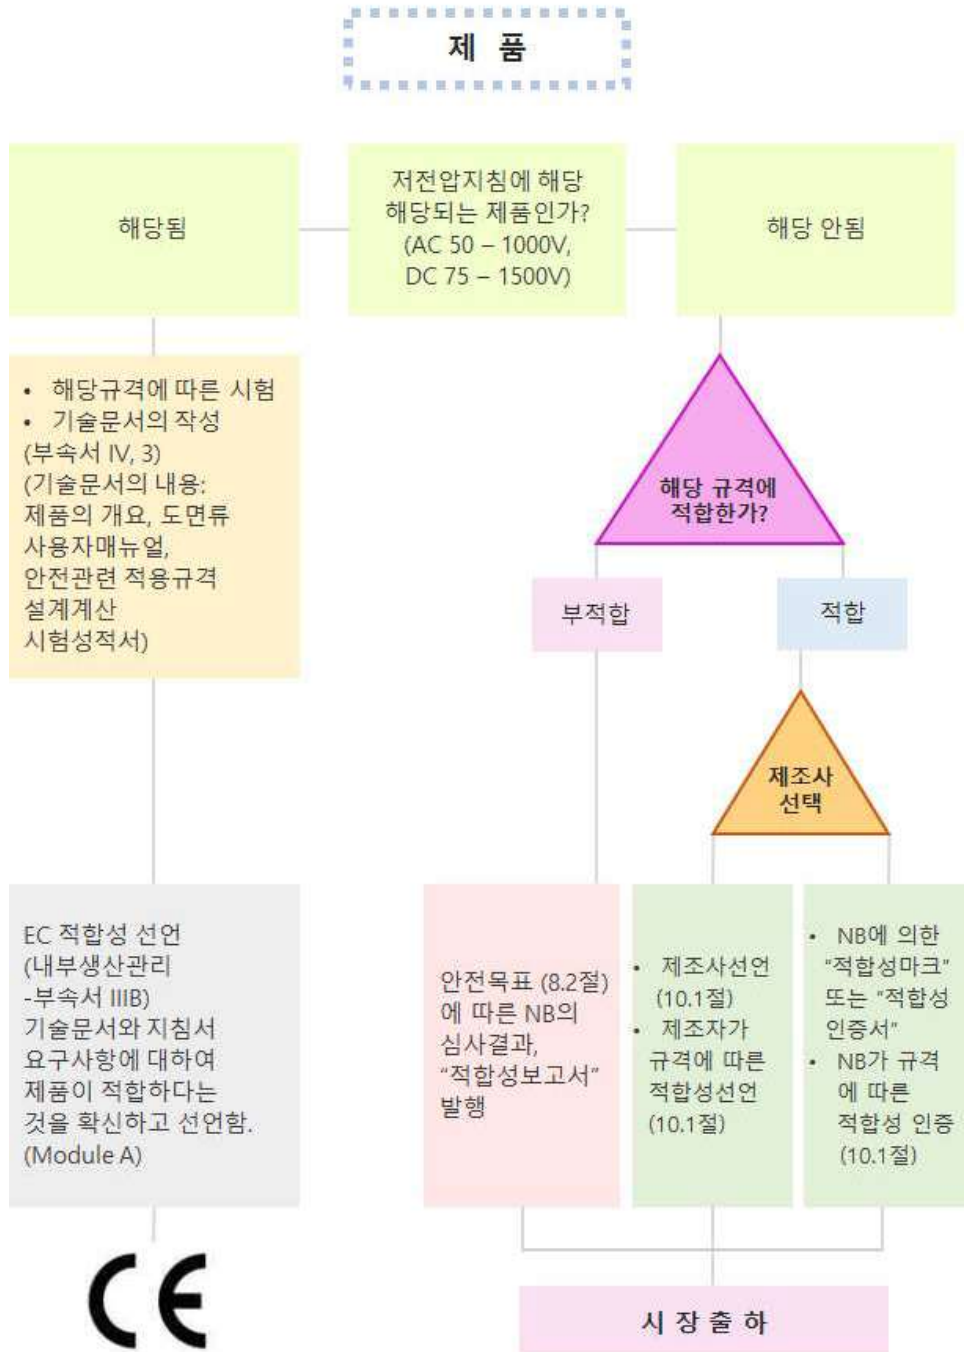 제 품
해당됨
저전압지침에 해당
해당되는 제품인가?
(AC 50 – 1000V,
DC 75 – 1500V)
해당 안됨
• 해당규격에 따른 시험
• 기술문서의 작성
(부속서 IV, 3)
(기술문서의 내용:
제품의 개요, 도면류
사용자매뉴얼,
안전관련 적용규격
설계계산
시험성적서)
해당 규격에
적합한가?
부적합
적합
제조사
선택
EC 적합성 선언
(내부생산관리
-부속서 IIIB)
기술문서와 지침서
요구사항에 대하여
제품이 적합하다는
것을 확신하고 선언함.
(Module A)
안전목표 (8.2절)
에 따른 NB의
심사결과,
“적합성보고서”
발행
• 제조사선언
(10.1절)
• 제조자가
규격에 따른
적합성선언
(10.1절)
• NB에 의한
“적합성마크”
또는 “적합성
인증서”
• NB가 규격
에 따른
적합성 인증
(10.1절)
CE
시 장 출 하